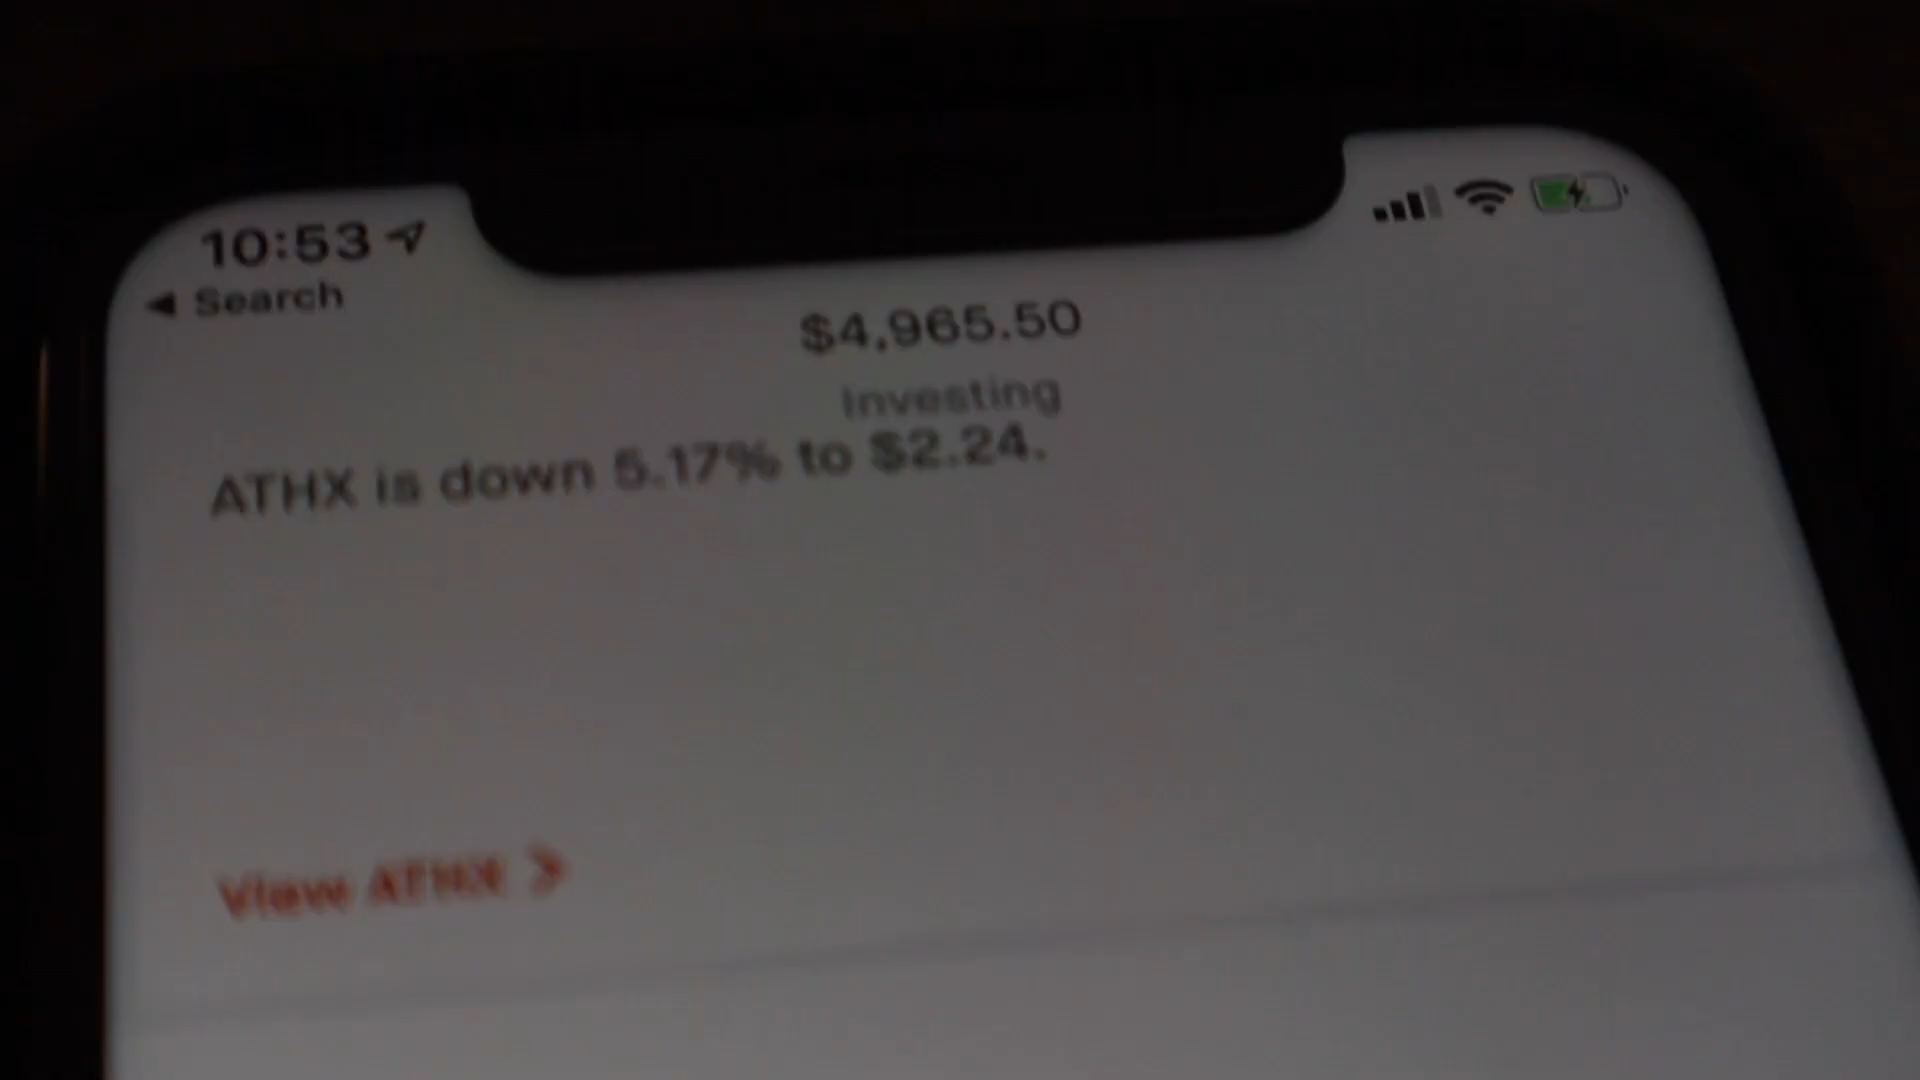 10:53
Search
$4,965.50
Investing
ATHX is down 5.17% to $2.24.
View ATHX